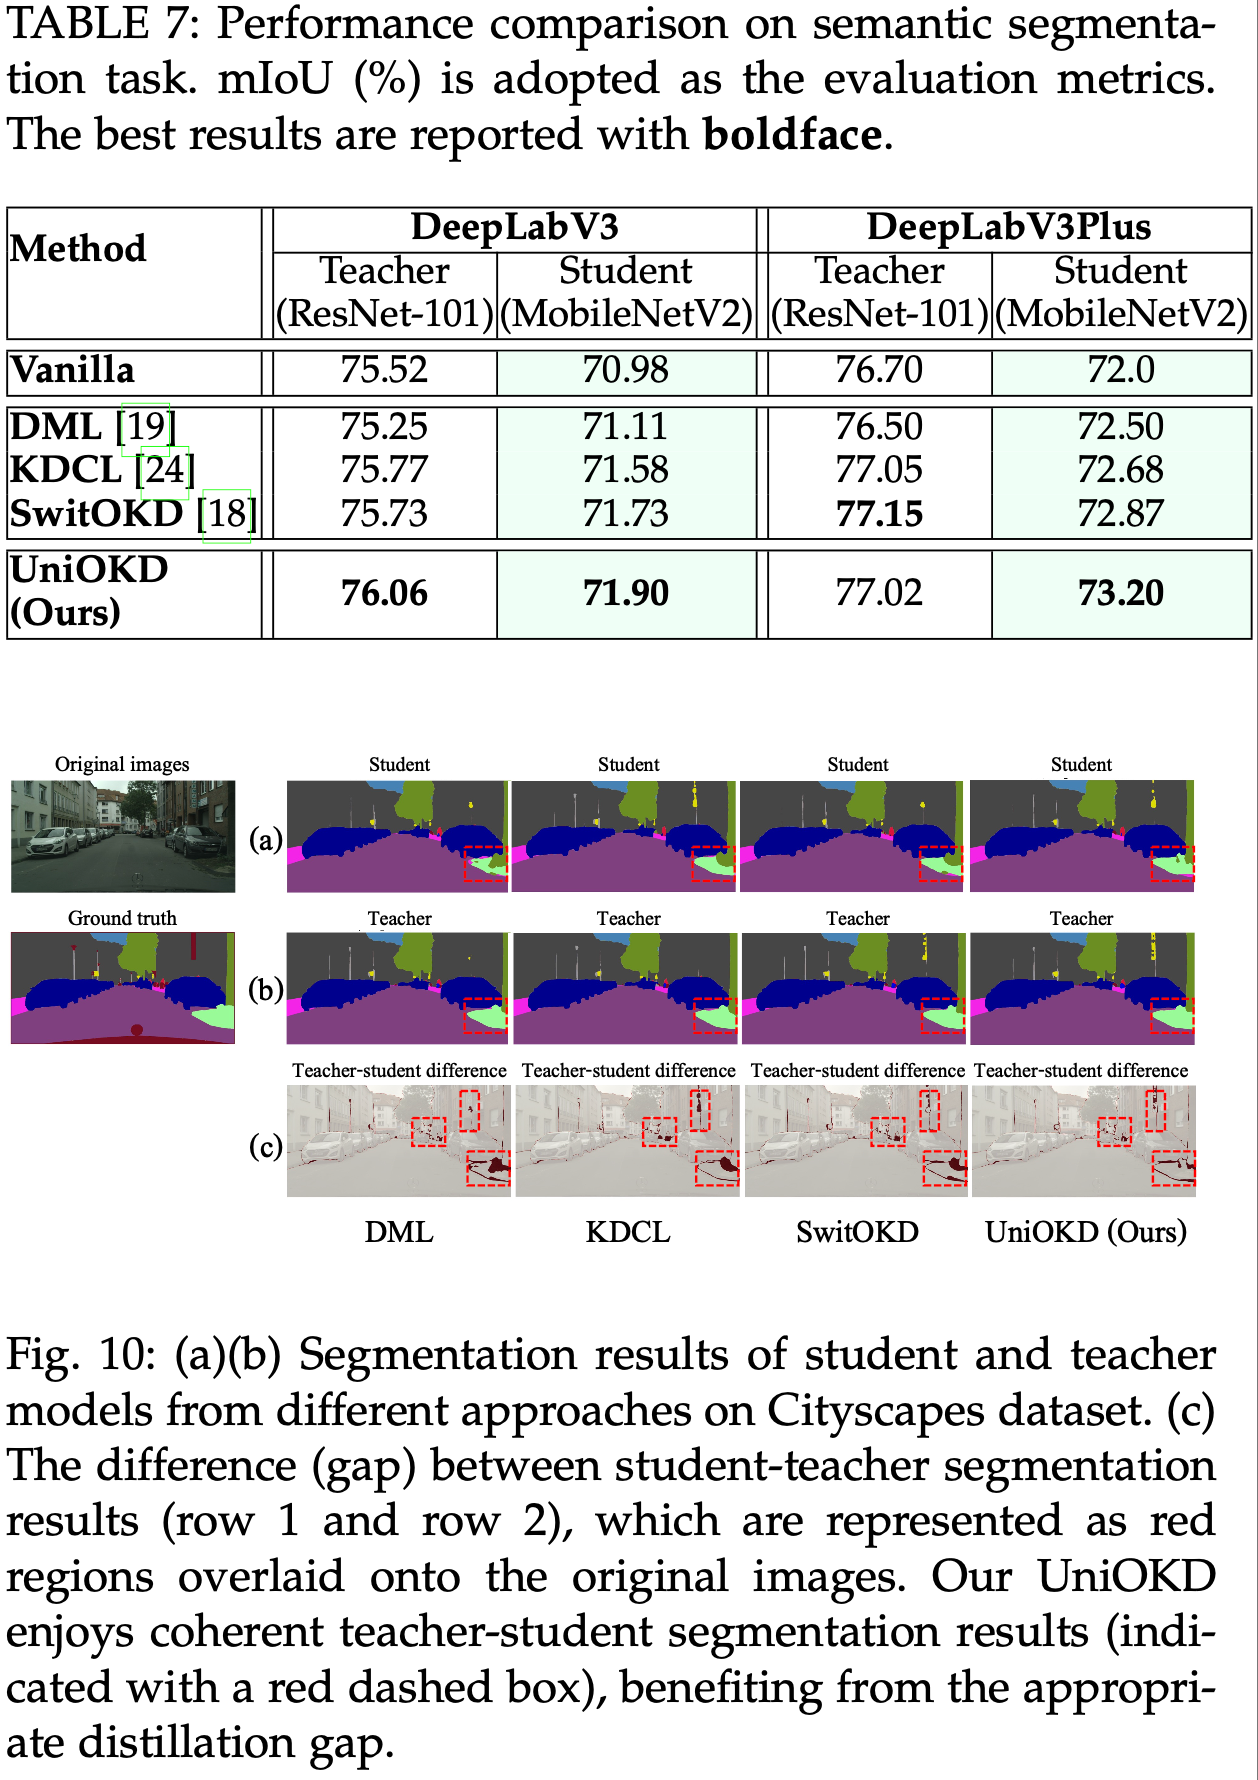 TABLE 7: Performance comparison on semantic segmenta-
tion task. mIoU (%) is adopted as the evaluation metrics.
The best results are reported with boldface.
Method DeepLabV3 DeepLabV3Plus
Teacher Student Teacher Student
(ResNet-101) (MobileNetV2) (ResNet-101) (MobileNetV2)
Vanilla 75.52 70.98 76.70 72.0
DML [19] 75.25 71.11 76.50 72.50
KDCL [24] 75.77 71.58 77.05 72.68
SwitOKD [18] 75.73 71.73 77.15 72.87
UniOKD
(Ours) 76.06 71.90 77.02 73.20
Original images Student Student Student Student
(a)
Ground truth Teacher Teacher Teacher Teacher
(b)
Teacher-student difference Teacher-student difference Teacher-student difference Teacher-student difference
(c)
DML KDCL SwitOKD UniOKD (Ours)
Fig. 10: (a)(b) Segmentation results of student and teacher
models from different approaches on Cityscapes dataset. (c)
The difference (gap) between student-teacher segmentation
results (row 1 and row 2), which are represented as red
regions overlaid onto the original images. Our UniOKD
enjoys coherent teacher-student segmentation results (indi-
cated with a red dashed box), benefiting from the appropri-
ate distillation gap.